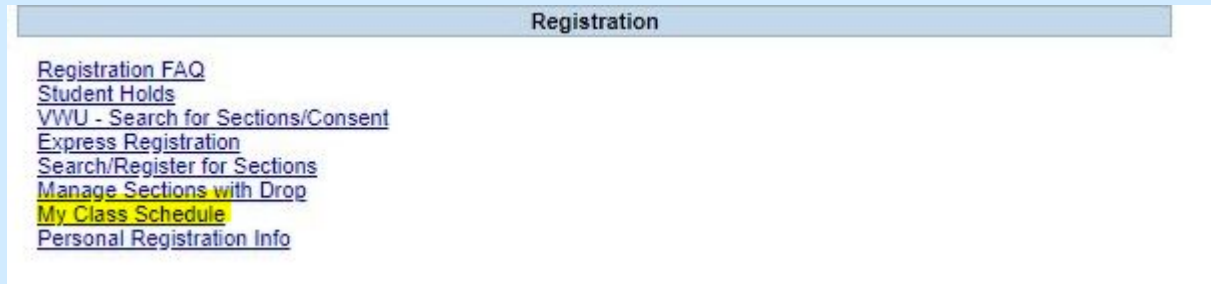 Registration
Registration FAQ
Student Holds
VWU - Search for Sections/Consent
Express Registration
Search/Register for Sections
Manage Sections with Drop
My Class Schedule
Personal Registration Info